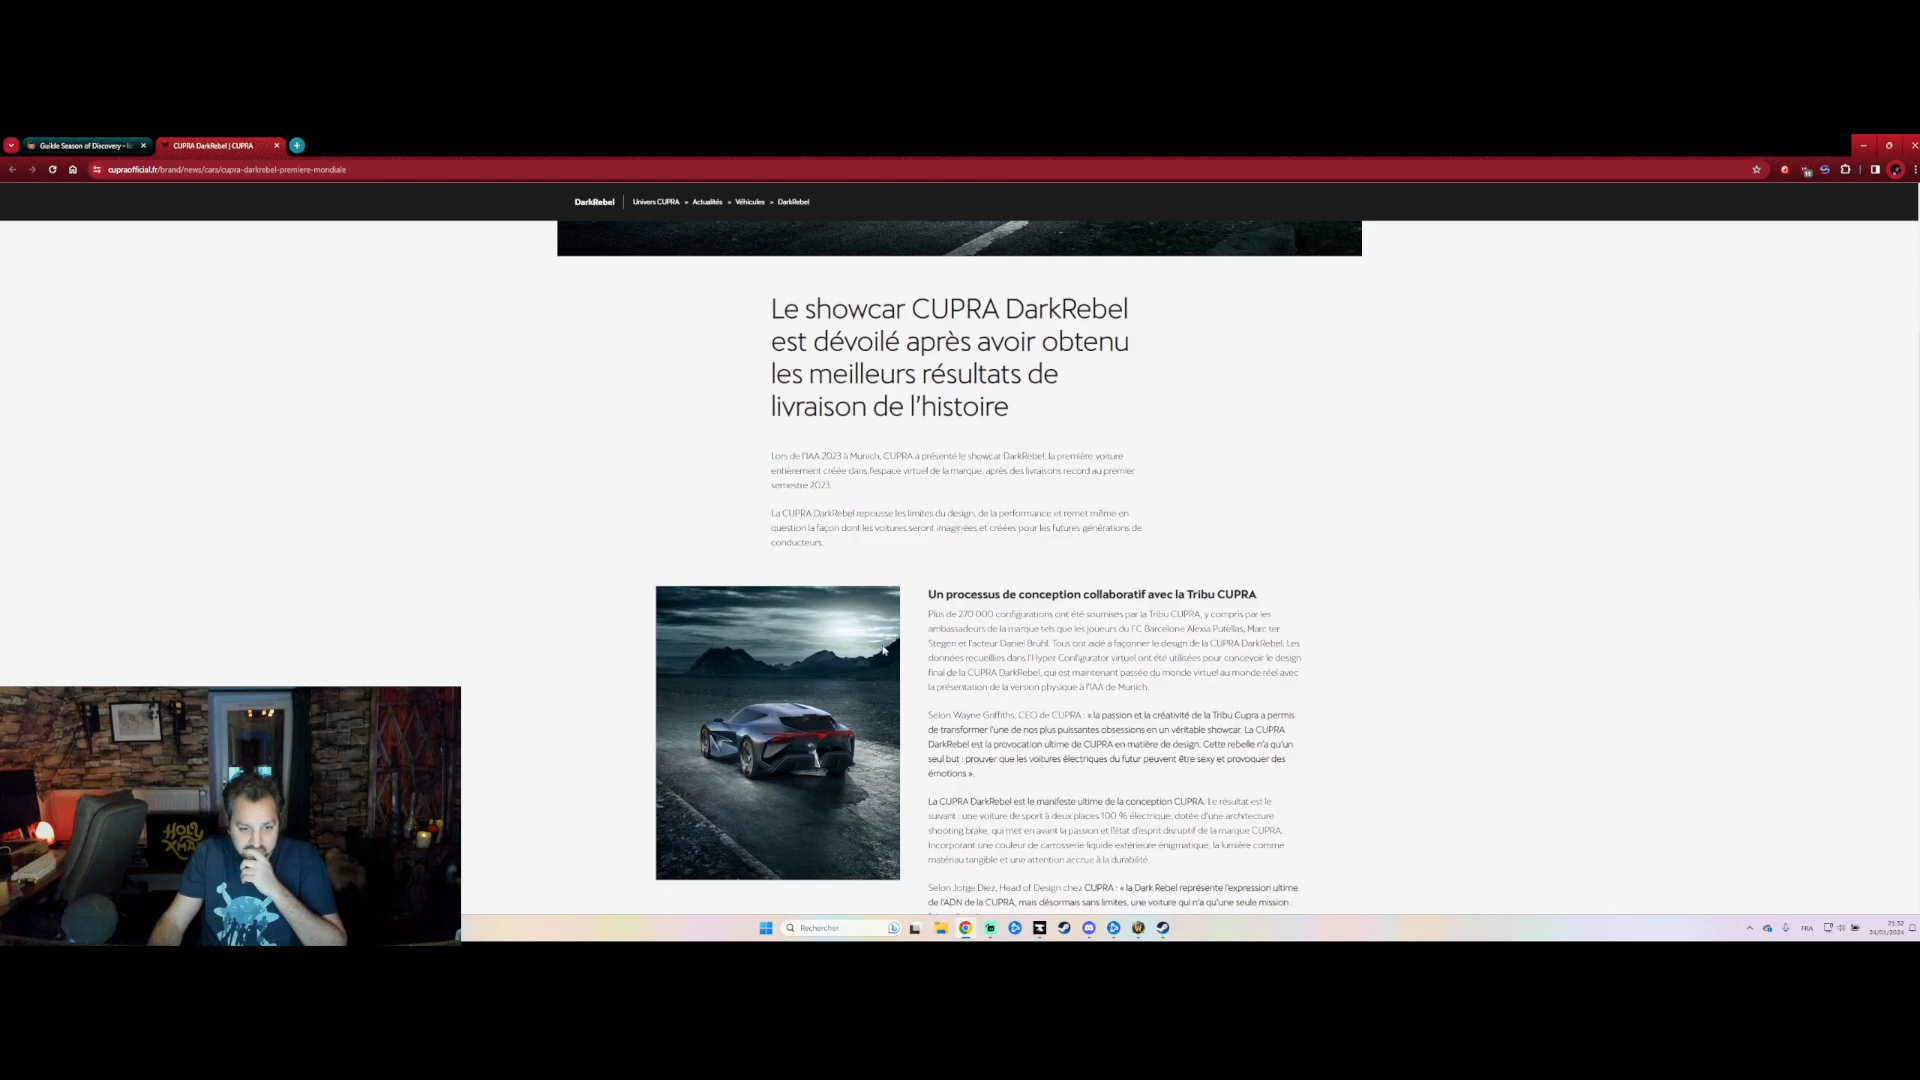 Guilde Season of Discovery - 
CUPRA DarkRebel | CUPRA
cupraofficial.fr/brand/news/cars/cupra-darkrebel-premiere-mondiale
DarkRebel Univers CUPRA > Actualités > Véhicules > DarkRebel
Le showcar CUPRA DarkRebel
est dévoilé après avoir obtenu
les meilleurs résultats de
livraison de l'histoire
Lors de l'IAA 2023 à Munich, CUPRA a présenté le showcar DarkRebel, la première voiture
entièrement créée dans l'espace virtuel de la marque, après des livraisons record au premier
semestre 2023.
La CUPRA DarkRebel repousse les limites du design, de la performance et remet même en
question la façon dont les voitures seront imaginées et créées pour les futures générations de
conducteurs.
Un processus de conception collaboratif avec la Tribu CUPRA
Plus de 270 000 configurations ont été soumises par la Tribu CUPRA, y compris par les
ambassadeurs de la marque tels que les joueurs du FC Barcelone Alexia Putellas, Marc ter
Stegen et l'acteur Daniel Brühl. Tous ont aidé à façonner le design de la CUPRA DarkRebel. Les
données recueillies dans l'Hyper Configurator virtuel ont été utilisées pour concevoir le design
final de la CUPRA DarkRebel, qui est maintenant passée du monde virtuel au monde réel avec
la présentation de la version physique à l'IAA de Munich.
Selon Wayne Griffiths, CEO de CUPRA : « la passion et la créativité de la Tribu Cupra a permis
de transformer l'une de nos plus puissantes obsessions en un véritable showcar. La CUPRA
DarkRebel est la provocation ultime de CUPRA en matière de design. Cette rebelle n'a qu'un
seul but : prouver que les voitures électriques du futur peuvent être sexy et provoquer des
émotions ».
La CUPRA DarkRebel est le manifeste ultime de la conception CUPRA. Le résultat est le
suivant : une voiture de sport à deux places 100 % électrique, dotée d'une architecture
shooting brake, qui met en avant la passion et l'état d'esprit disruptif de la marque CUPRA.
Incorporant une couleur de carrosserie liquide extérieure énigmatique, la lumière comme
matériau tangible et une attention accrue à la durabilité.
Selon Jorge Díez, Head of Design chez CUPRA : « la Dark Rebel représente l'expression ultime
de l'ADN de la CUPRA, mais désormais sans limites, une voiture qui n'a qu'une seule mission :
HOLY
XMAS
Rechercher
FRA
21:52
24/01/2024